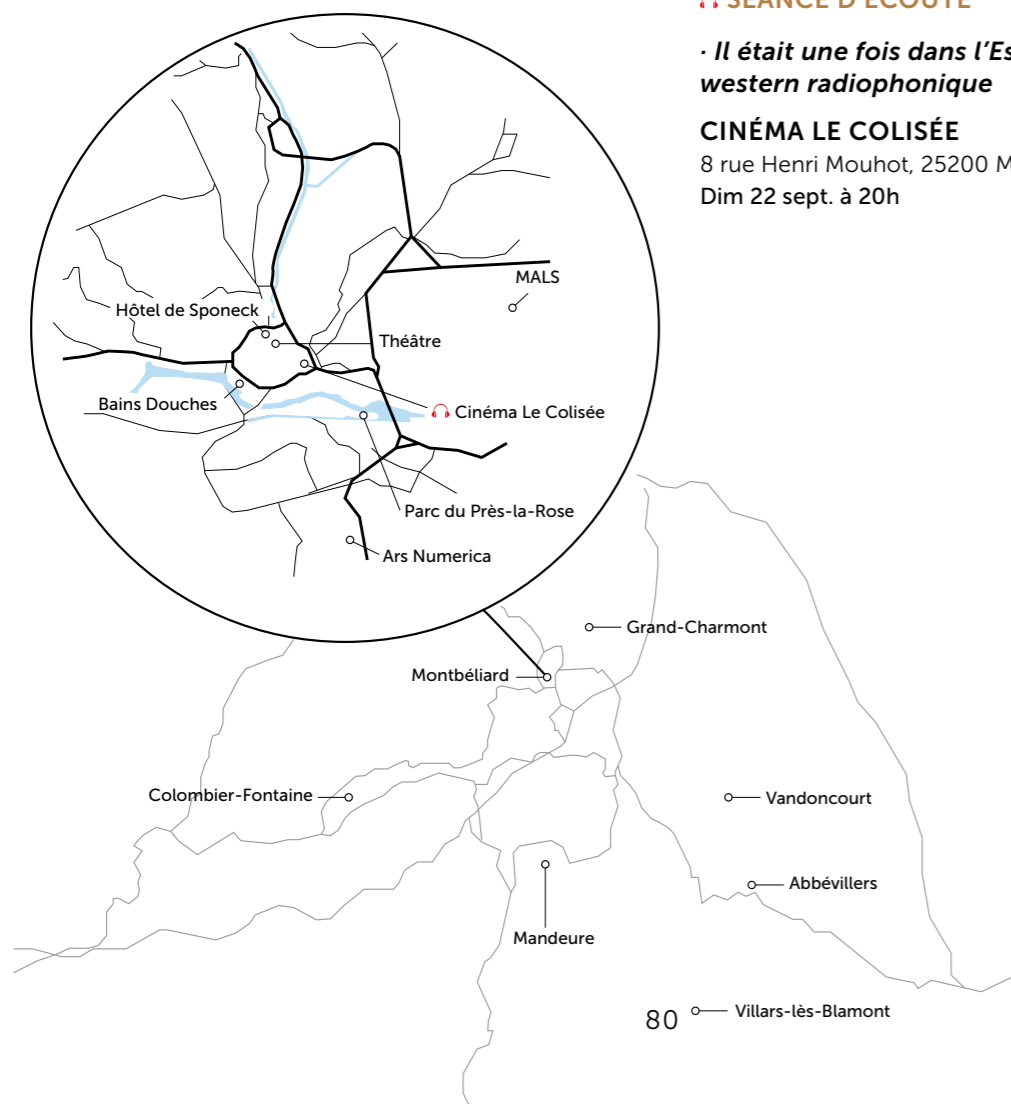 SÉANCE D'ÉCOUTE
· Il était une fois dans l'Es
western radiophonique
CINÉMA LE COLISÉE
8 rue Henri Mouhot, 25200 M
Dim 22 sept. à 20h
MALS
Hôtel de Sponeck
Théâtre
Bains Douches
Cinéma Le Colisée
Parc du Près-la-Rose
Ars Numerica
Grand-Charmont
Montbéliard
Colombier-Fontaine
Vandoncourt
Abbévillers
Mandeure
80
Villars-lès-Blamont